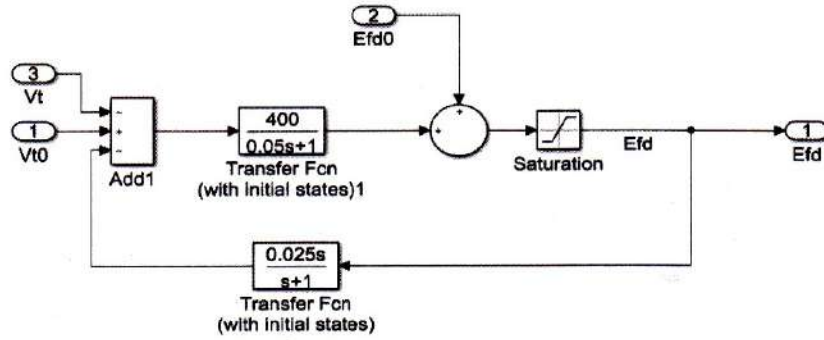 2
Efd0
3
Vt
1
Vt0
-
+
-
Add1
400
0.05s+1
Transfer Fcn
(with initial states)1
+
+
Saturation
Efd
1
Efd
0.025s
s+1
Transfer Fcn
(with initial states)